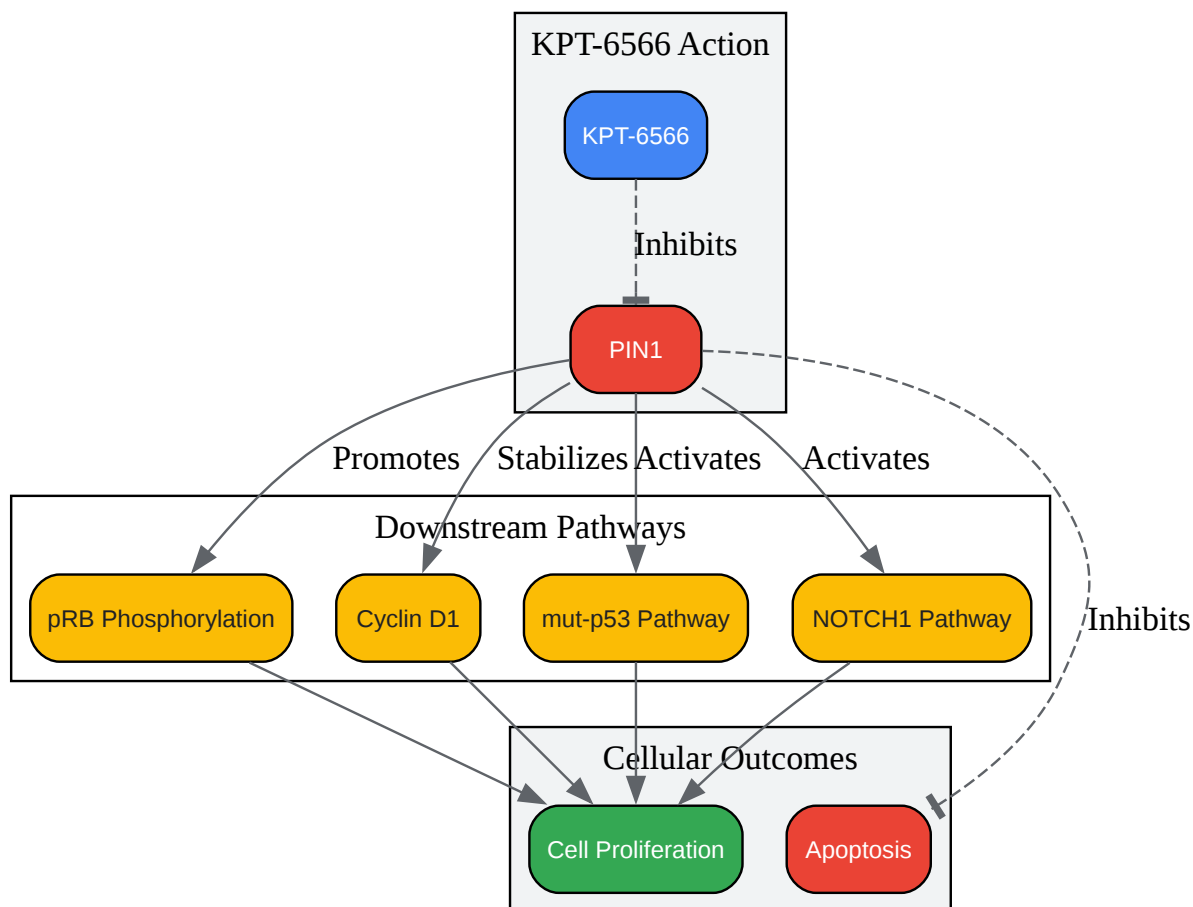 KPT-6566 Action
KPT-6566
Inhibits
PIN1
Promotes
Stabilizes
Activates
Activates
Downstream Pathways
pRB Phosphorylation
Cyclin D1
mut-p53 Pathway
NOTCH1 Pathway
Inhibits
Cellular Outcomes
Cell Proliferation
Apoptosis